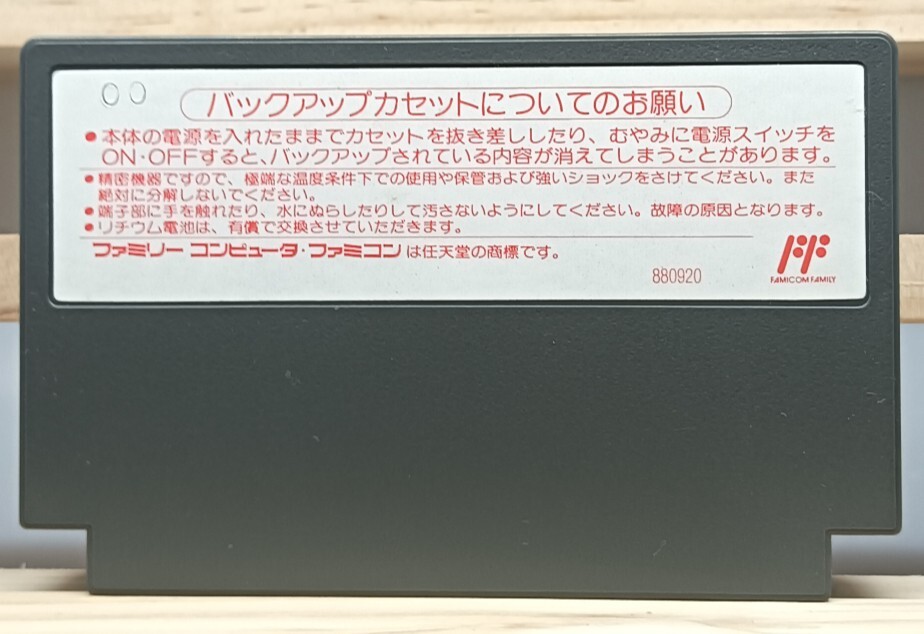 00
バックアップカセットについてのお願い
●本体の電源を入れたままでカセットを抜き差ししたり、むやみに電源スイッチを
ON・OFFすると、バックアップされている内容が消えてしまうことがあります。
●精密機器ですので、極端な温度条件下での使用や保管および強いショックをさけてください。また
絶対に分解しないでください。
●端子部に手を触れたり、水にぬらしたりして汚さないようにしてください。故障の原因となります。
●リチウム電池は、有償で交換させていただきます。
ファミリー コンピュータ・ファミコン は任天堂の商標です。
880920
FAMICOM FAMILY